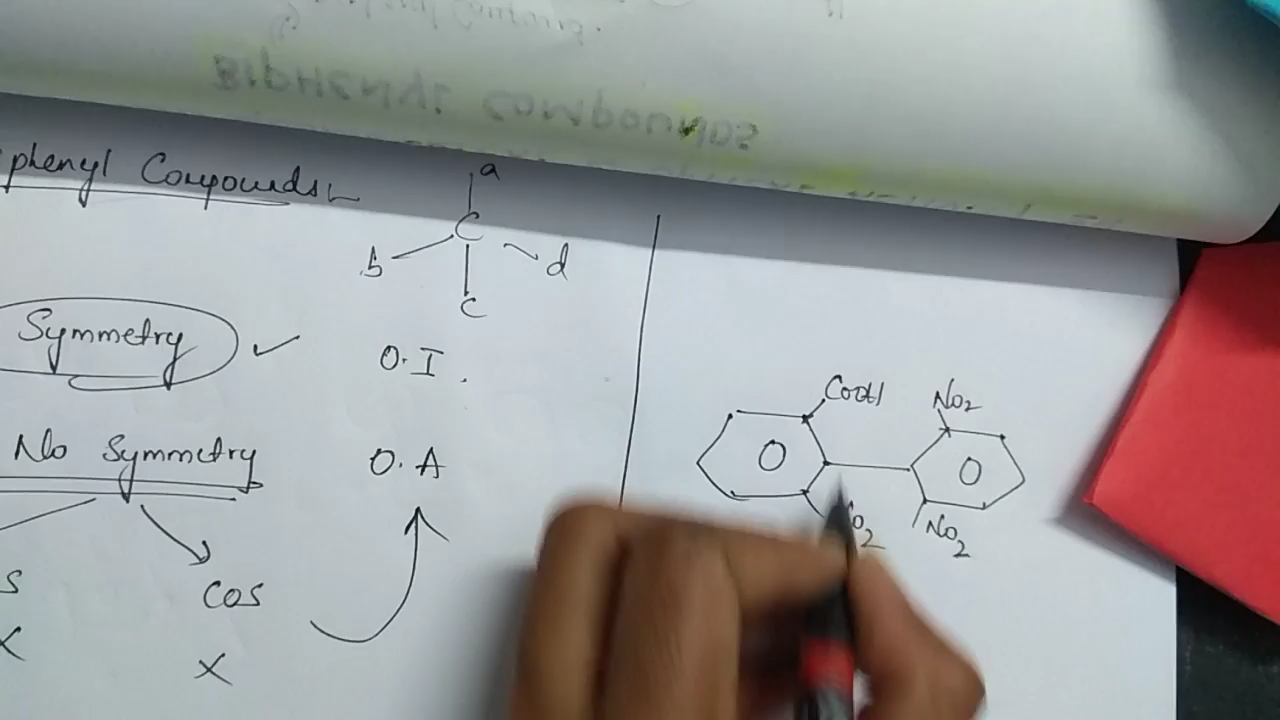 phenyl Compounds
a
C
b d
C
Symmetry
O.I.
No Symmetry
O.A
COS
S
X
X
COOH NO2
O O
NO2
NO2